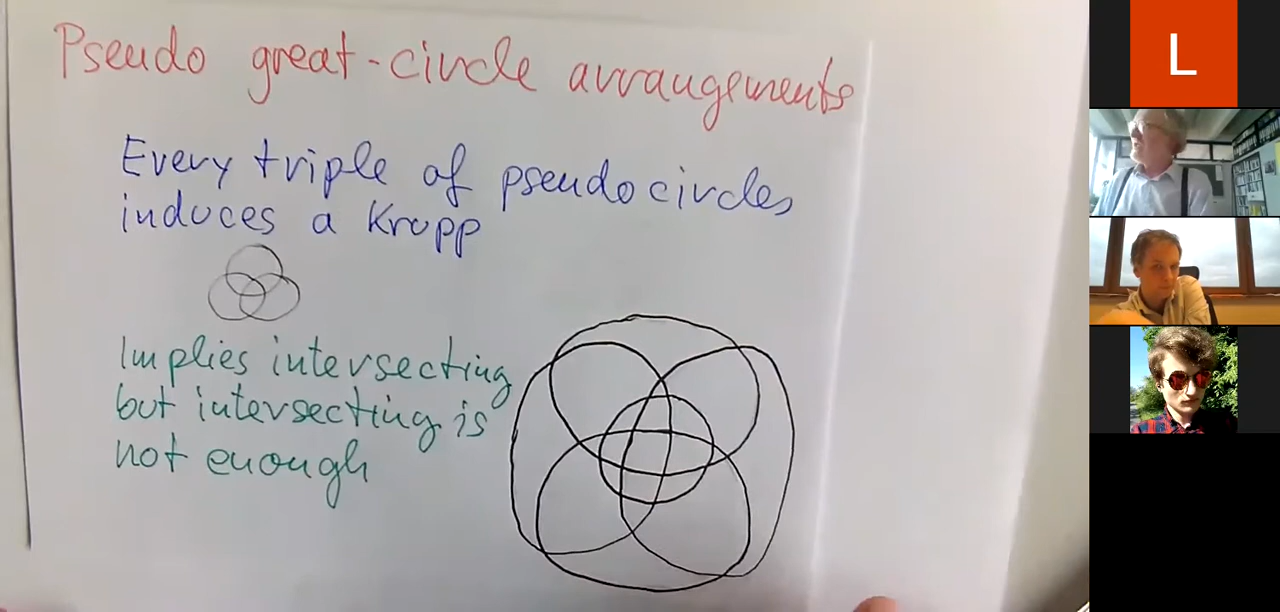 Pseudo great-circle arrangements
Every triple of pseudocircles
induces a Krupp
Implies intersecting
but intersecting is
not enough
L